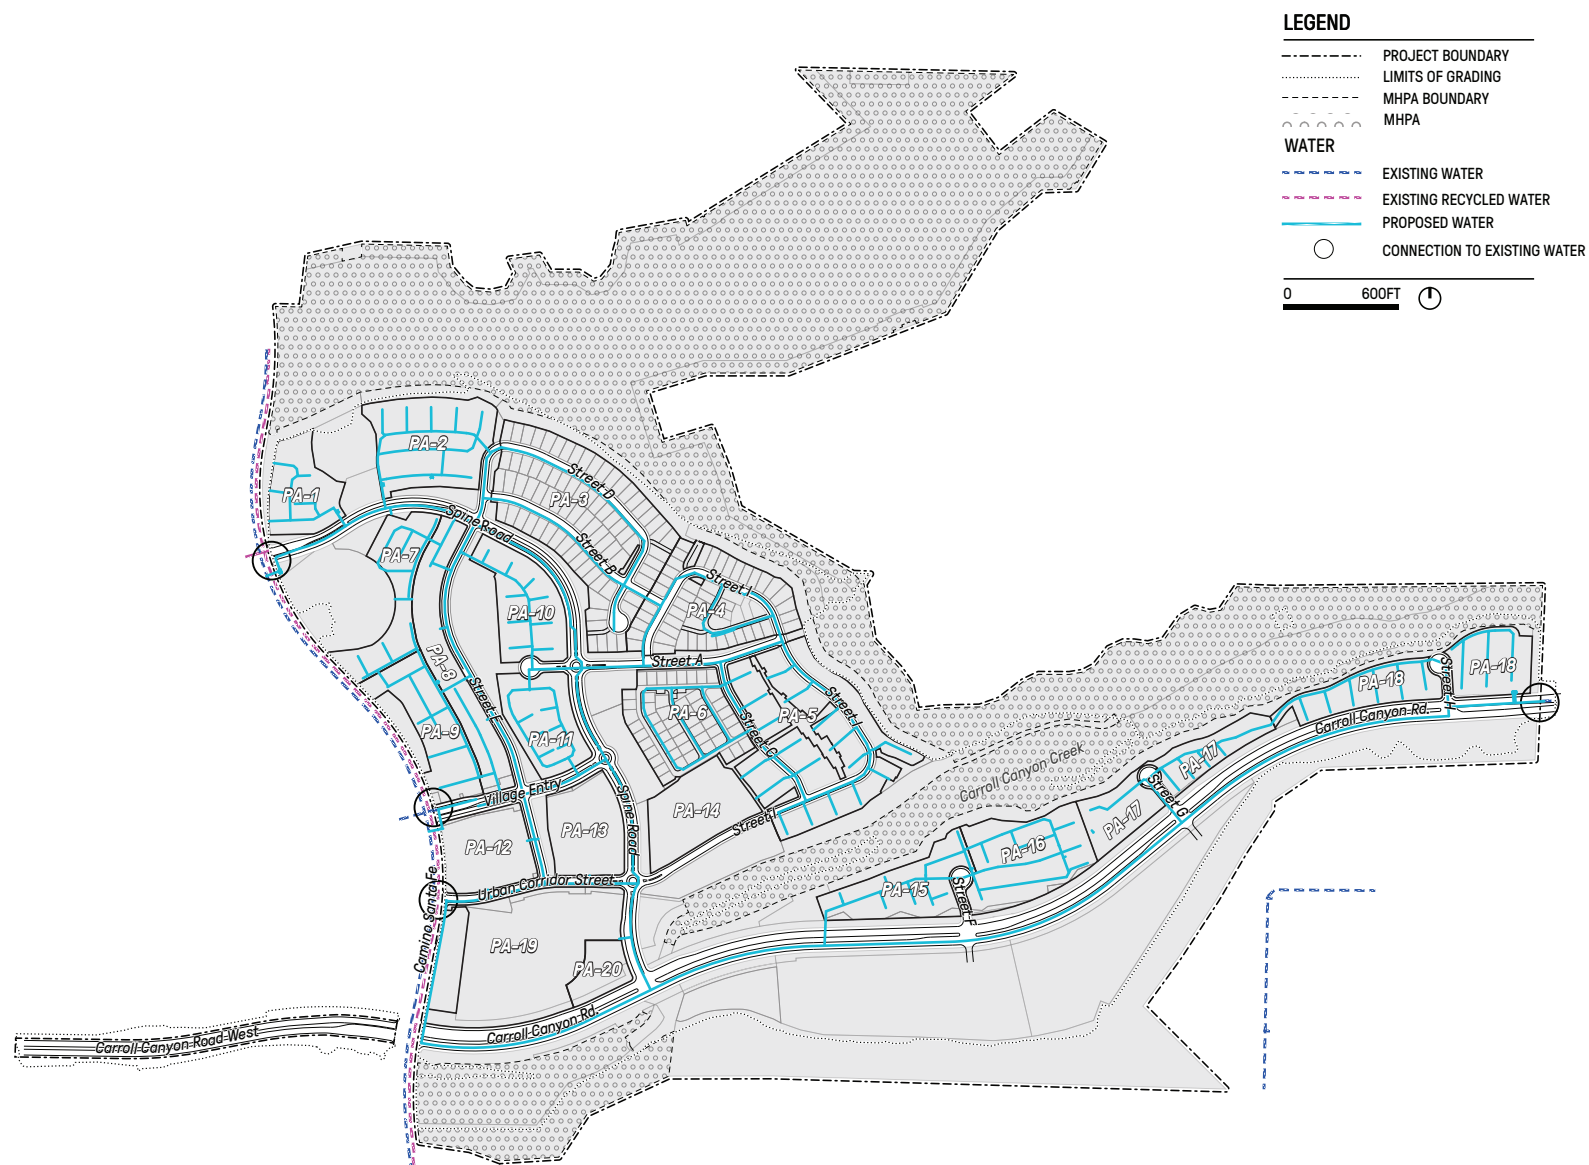 LEGEND
PROJECT BOUNDARY
LIMITS OF GRADING
MHPA BOUNDARY
MHPA
WATER
EXISTING WATER
EXISTING RECYCLED WATER
PROPOSED WATER
CONNECTION TO EXISTING WATER
0 600FT
PA-2
PA-1
Street D
PA-3
Spine Road
PA-7
Street B
Street J
PA-4
PA-10
Street A
PA-8
Street E
PA-18
PA-18
Street H
Street I
PA-6
PA-5
Street C
PA-9
PA-11
Carroll Canyon Rd.
Carroll Canyon Creek
PA-17
Street G
Village Entry
Spine Road
PA-14
Street I
PA-13
PA-12
PA-17
PA-16
PA-15
Street F
Urban Corridor Street
Camino Santa Fe
PA-19
PA-20
Carroll Canyon Rd.
Carroll Canyon Road West